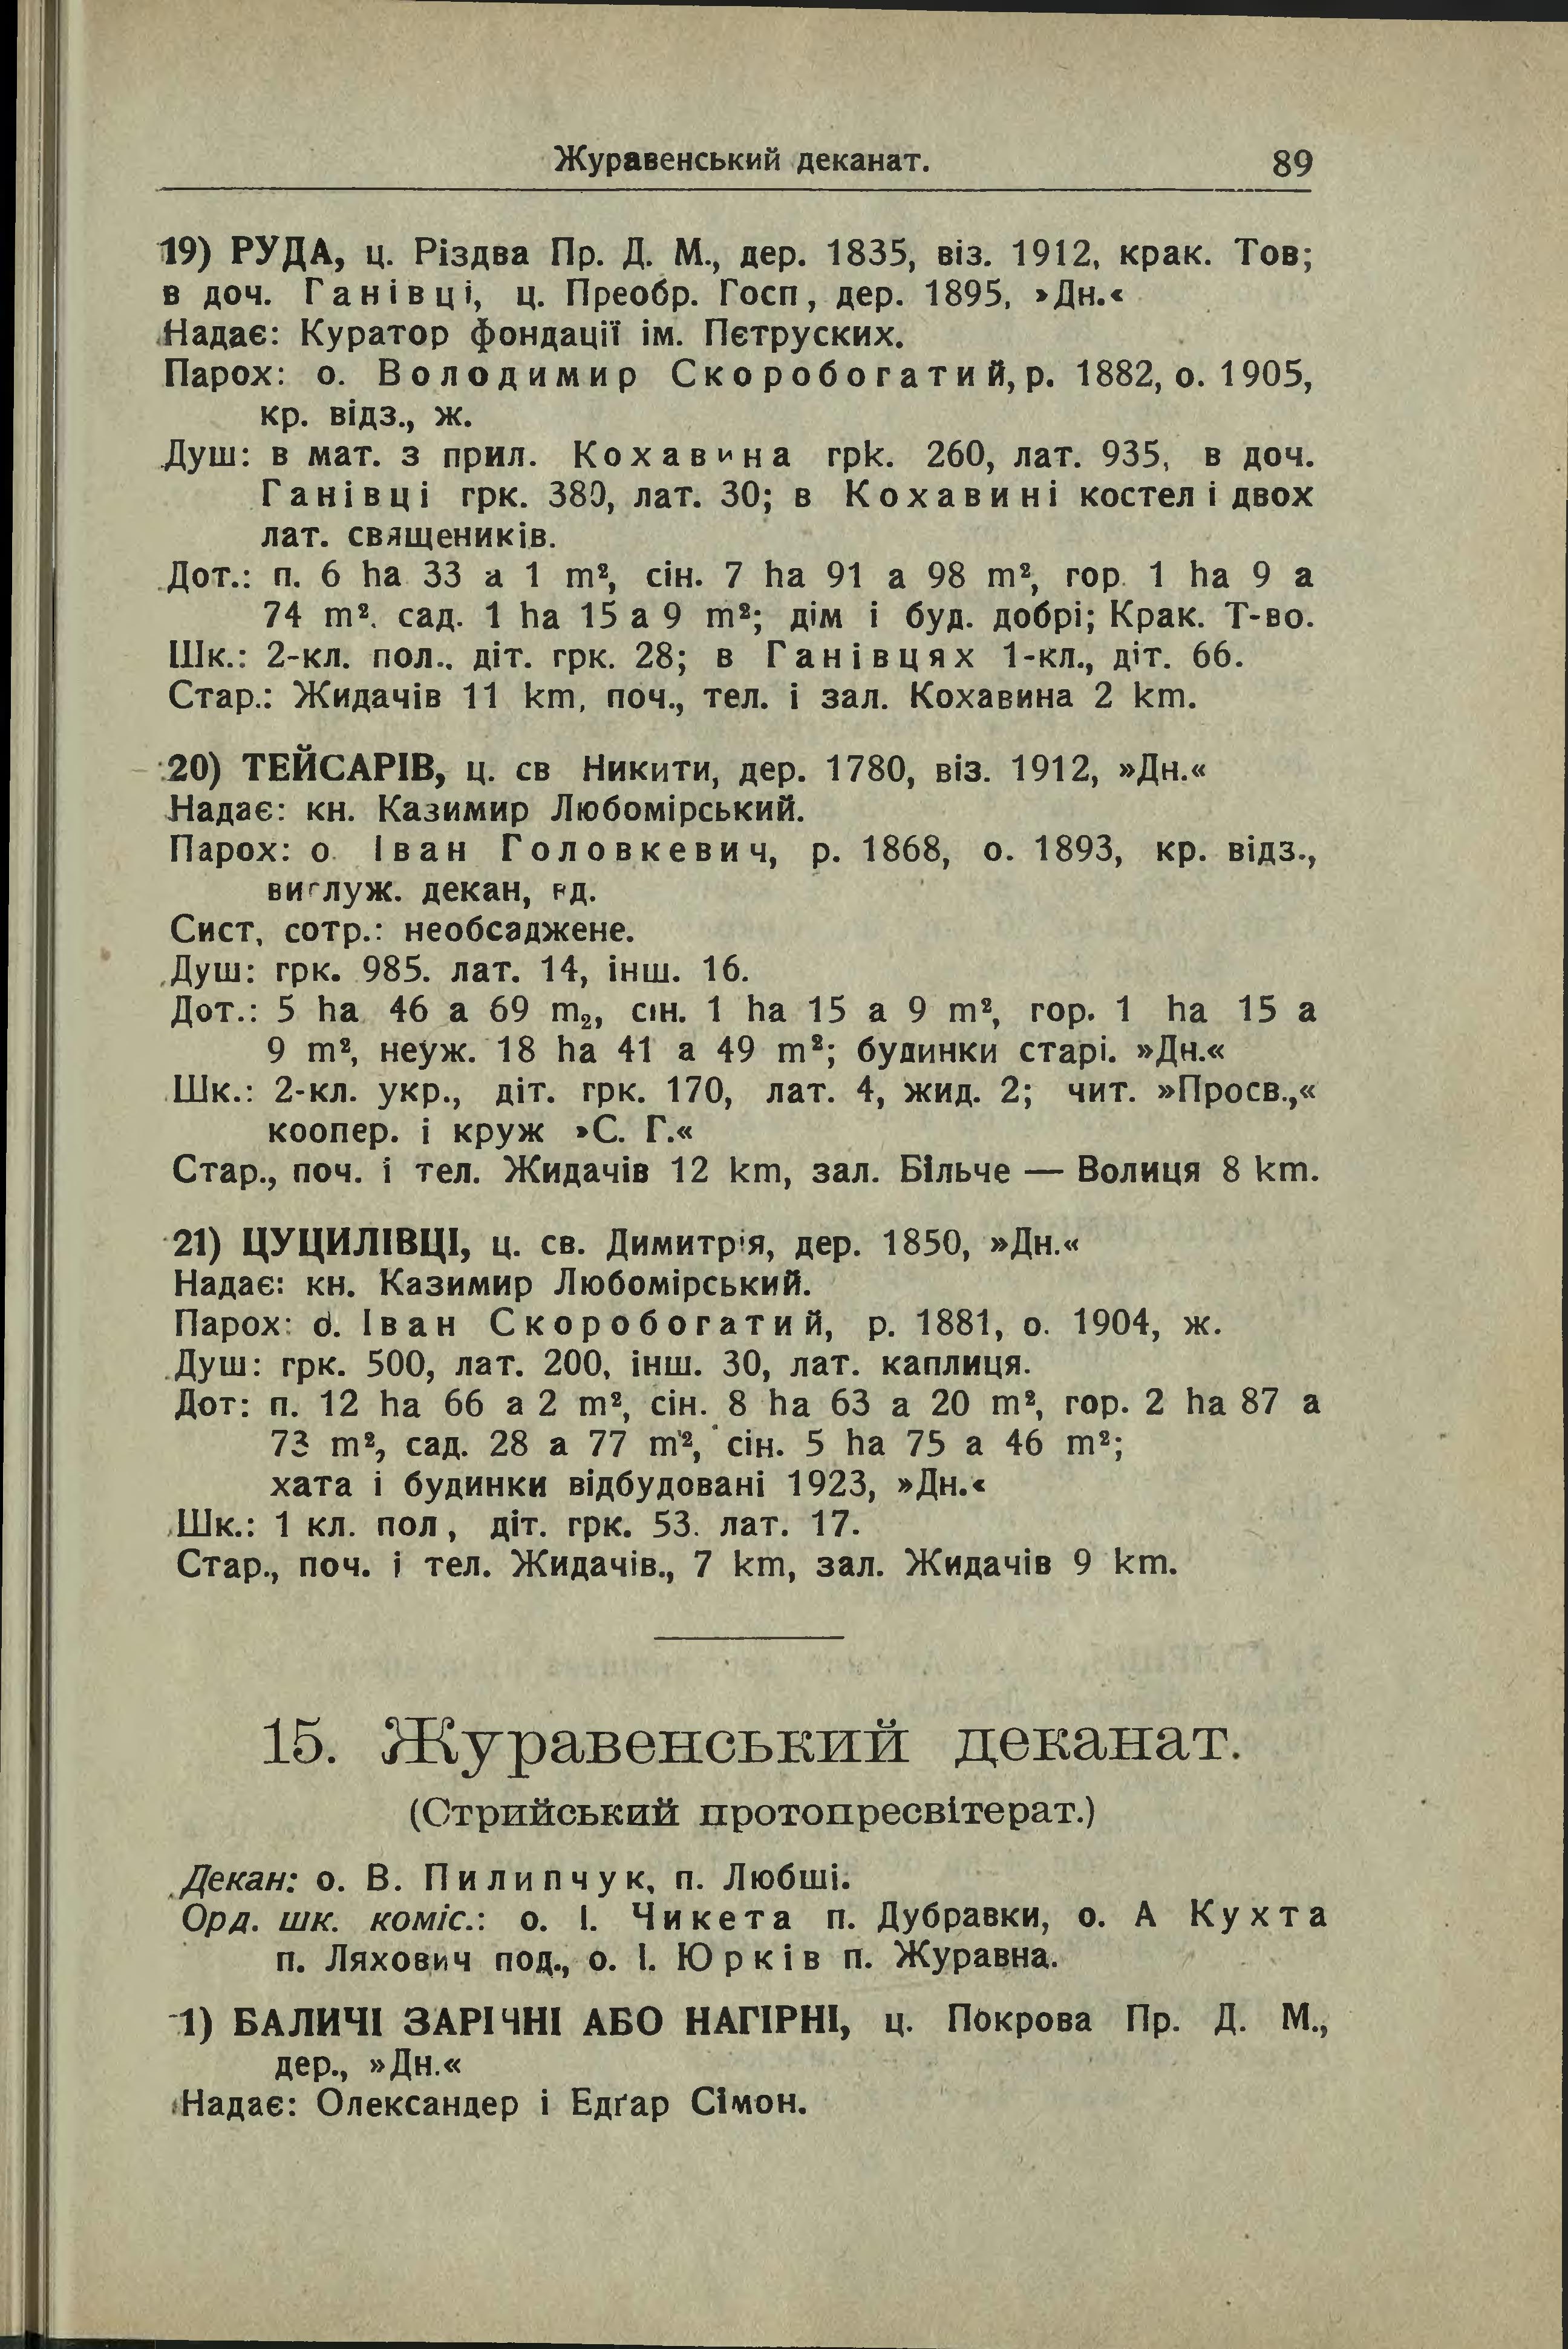 Журавенський деканат. 89
19) РУДА, ц. Різдва Пр. Д. М., дер. 1835, віз. 1912, крак. Тов;
в доч. Ганівці, ц. Преобр. Госп, дер. 1895, »Дн.«
Надає: Куратор фондації ім. Пєтруских.
Парох: о. Володимир Скоробогатий, р. 1882, о. 1905,
кр. відз., ж.
Душ: в мат. з прил. Кохавина грк. 260, лат. 935, в доч.
Ганівці грк. 380, лат. 30; в Кохавині костел і двох
лат. священиків.
Дот.: п. 6 ha 33 а 1 m², сін. 7 ha 91 а 98 m², гор. 1 ha 9 а
74 m². сад. 1 ha 15 а 9 m²; дім і буд. добрі; Крак. Т-во.
Шк.: 2-кл. пол., діт. грк. 28; в Ганівцях 1-кл., діт. 66.
Стар.: Жидачів 11 km, поч., тел. і зал. Кохавина 2 km.
20) ТЕЙСАРІВ, ц. св Никити, дер. 1780, віз. 1912, »Дн.«
Надає: кн. Казимир Любомірський.
Парох: о Іван Головкевич, р. 1868, о. 1893, кр. відз.,
виглуж. декан, вд.
Сист, сотр.: необсаджене.
Душ: грк. 985. лат. 14, інш. 16.
Дот.: 5 ha 46 а 69 m₂, сін. 1 ha 15 а 9 m², гор. 1 ha 15 а
9 m², неуж. 18 ha 41 а 49 m²; будинки старі. »Дн.«
Шк.: 2-кл. укр., діт. грк. 170, лат. 4, жид. 2; чит. »Просв.,«
коопер. і круж »С. Г.«
Стар., поч. і тел. Жидачів 12 km, зал. Більче — Волиця 8 km.
21) ЦУЦИЛІВЦІ, ц. св. Димитрія, дер. 1850, »Дн.«
Надає: кн. Казимир Любомірський.
Парох: о. Іван Скоробогатий, р. 1881, о. 1904, ж.
Душ: грк. 500, лат. 200, інш. 30, лат. каплиця.
Дот: п. 12 ha 66 а 2 m², сін. 8 ha 63 а 20 m², гор. 2 ha 87 а
73 m², сад. 28 а 77 m², сін. 5 ha 75 а 46 m²;
хата і будинки відбудовані 1923, »Дн.«
Шк.: 1 кл. пол, діт. грк. 53. лат. 17.
Стар., поч. і тел. Жидачів., 7 km, зал. Жидачів 9 km.
15. Журавенський деканат.
(Стрийський протопресвітерат.)
Декан: о. В. Пилипчук, п. Любші.
Орд. шк. коміс.: о. І. Чикета п. Дубравки, о. А Кухта
п. Ляхович под., о. І. Юрків п. Журавна.
1) БАЛИЧІ ЗАРІЧНІ АБО НАГІРНІ, ц. Покрова Пр. Д. М.,
дер., »Дн.«
Надає: Олександер і Едґар Сімон.